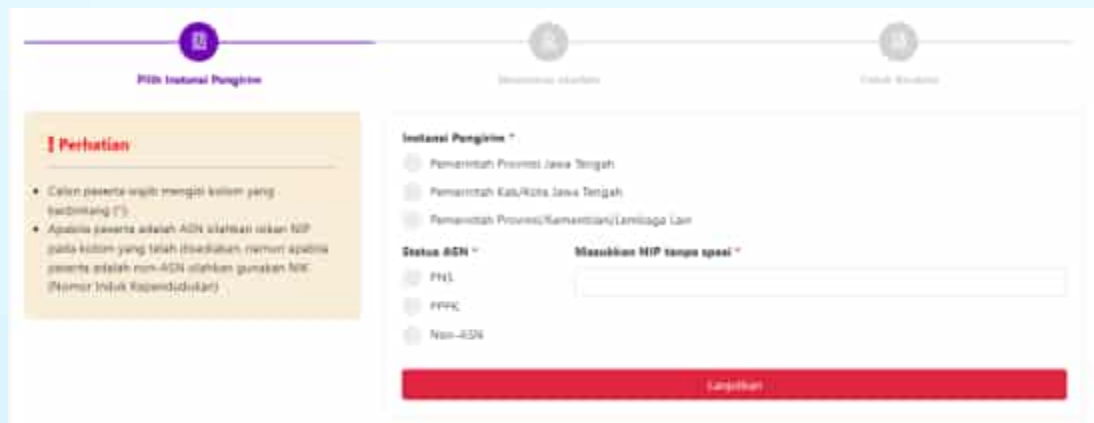 Pilih Instansi Pengirim
Perhatian
Calon peserta wajib mengisi kolom yang
berbintang (*)
Apabila peserta adalah ASN silahkan isikan NIP
pada kolom yang telah disediakan, namun apabila
peserta adalah non-ASN silahkan gunakan NIK
(Nomor Induk Kependudukan)
Instansi Pengirim *
Pemerintah Provinsi Jawa Tengah
Pemerintah Kab/Kota Jawa Tengah
Pemerintah Provinsi/Kementrian/Lembaga Lain
Status ASN *
Masukkan NIP tanpa spasi *
PNS
PPPK
Non-ASN
Lanjutkan